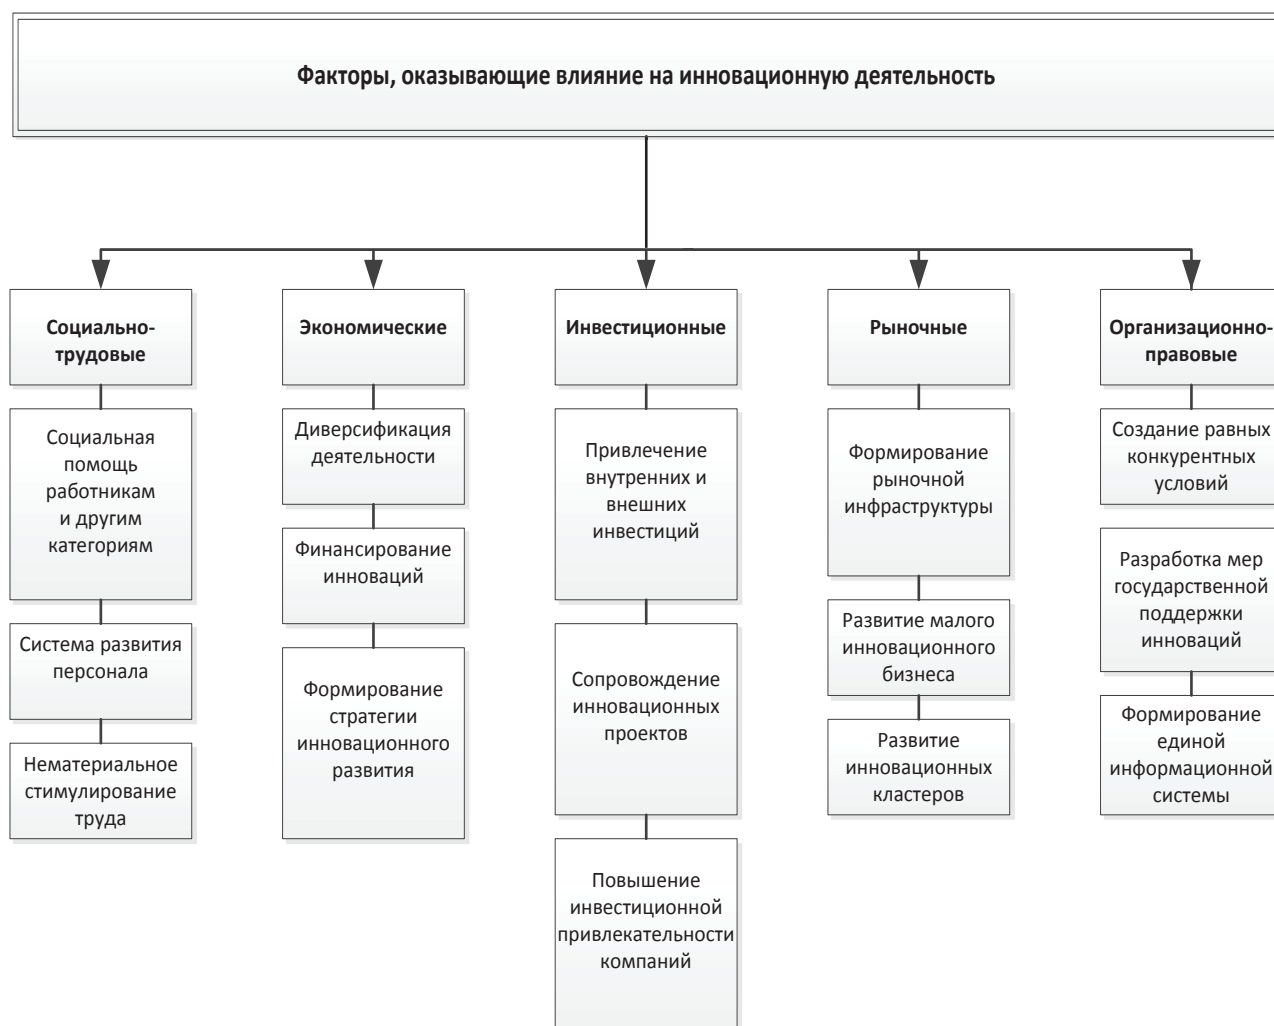 Факторы, оказывающие влияние на инновационную деятельность
Социально-
трудовые
Социальная
помощь
работникам
и другим
категориям
Система развития
персонала
Нематериальное
стимулирование
труда
Экономические
Диверсификация
деятельности
Финансирование
инноваций
Формирование
стратегии
инновационного
развития
Инвестиционные
Привлечение
внутренних и
внешних
инвестиций
Сопровождение
инновационных
проектов
Повышение
инвестиционной
привлекательности
компаний
Рыночные
Формирование
рыночной
инфраструктуры
Развитие малого
инновационного
бизнеса
Развитие
инновационных
кластеров
Организационно-
правовые
Создание равных
конкурентных
условий
Разработка мер
государственной
поддержки
инноваций
Формирование
единой
информационной
системы